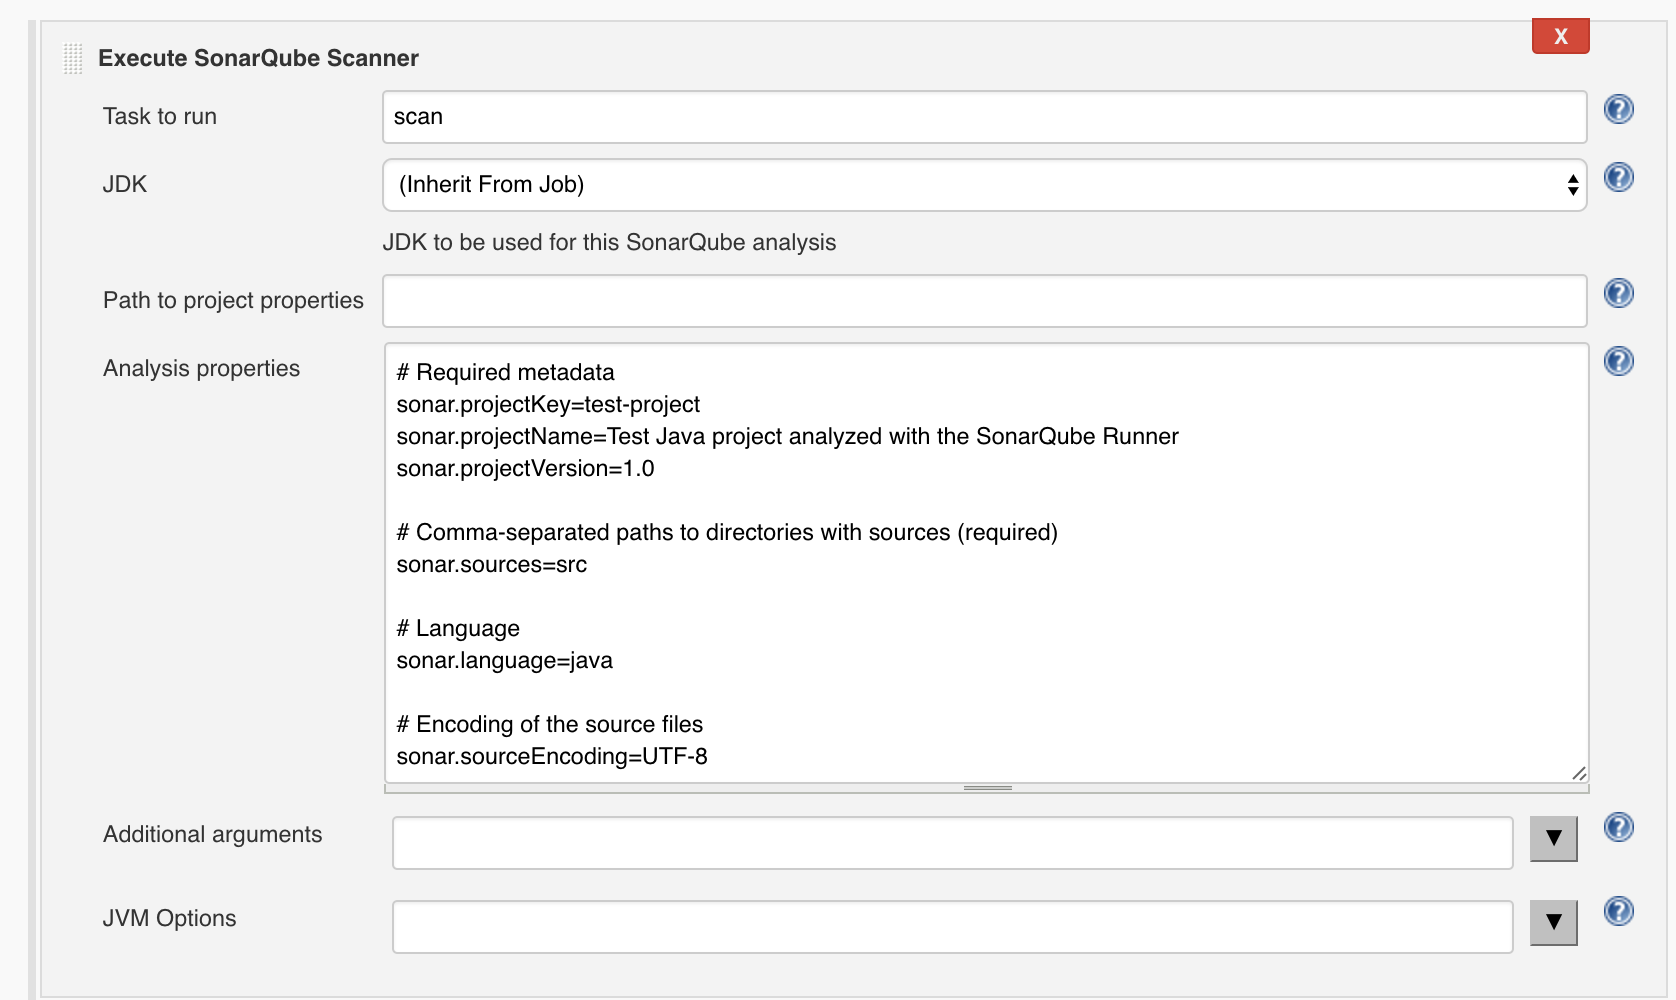 Execute SonarQube Scanner
X
Task to run
scan
?
JDK
(Inherit From Job)
?
JDK to be used for this SonarQube analysis
Path to project properties
?
Analysis properties
?
# Required metadata
sonar.projectKey=test-project
sonar.projectName=Test Java project analyzed with the SonarQube Runner
sonar.projectVersion=1.0
# Comma-separated paths to directories with sources (required)
sonar.sources=src
# Language
sonar.language=java
# Encoding of the source files
sonar.sourceEncoding=UTF-8
Additional arguments
?
JVM Options
?